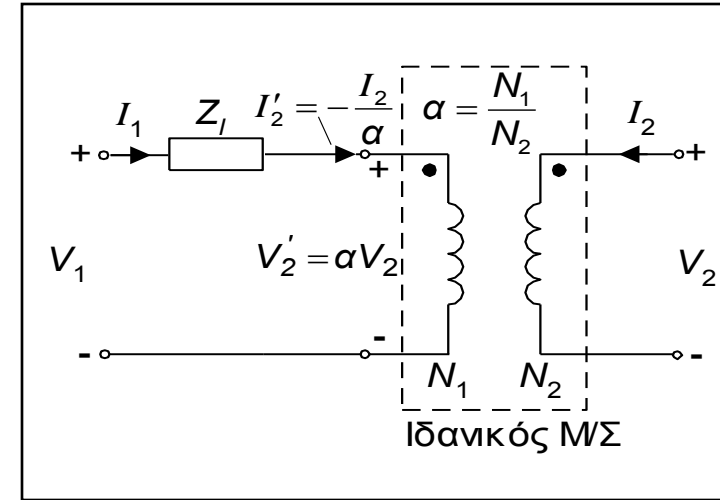 I₁ Z_l I₂′ = −I₂/α α = N₁/N₂ I₂
+ + +
V₁ V₂′ = αV₂ V₂
- - -
N₁ N₂
Ιδανικός Μ/Σ